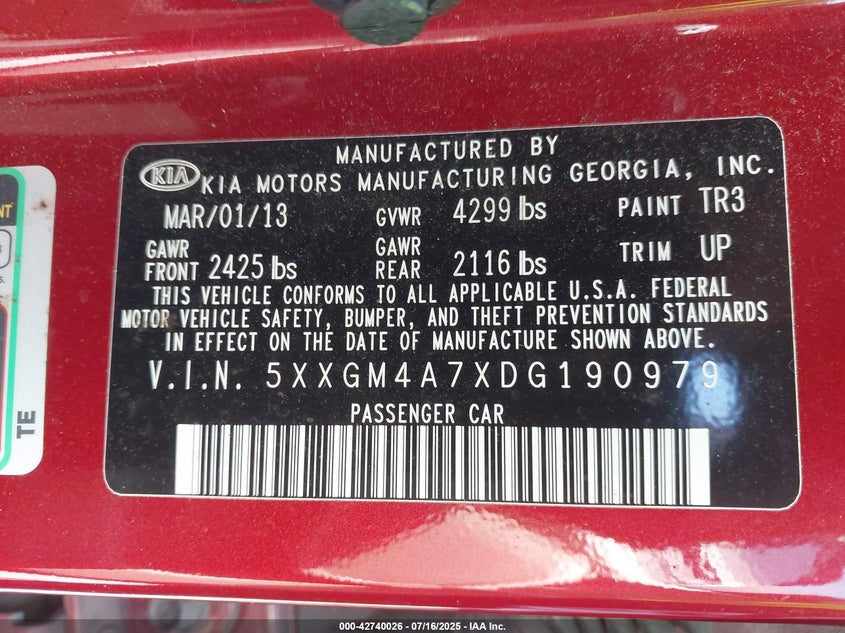 MANUFACTURED BY
KIA KIA MOTORS MANUFACTURING GEORGIA, INC.
MAR/01/13 GVWR 4299 lbs PAINT TR3
GAWR FRONT 2425 lbs GAWR REAR 2116 lbs TRIM UP
THIS VEHICLE CONFORMS TO ALL APPLICABLE U.S.A. FEDERAL
MOTOR VEHICLE SAFETY, BUMPER, AND THEFT PREVENTION STANDARDS
IN EFFECT ON THE DATE OF MANUFACTURE SHOWN ABOVE.
V.I.N. 5XXGM4A7XDG190979
PASSENGER CAR
TE
000-42740026 - 07/16/2025 - IAA Inc.